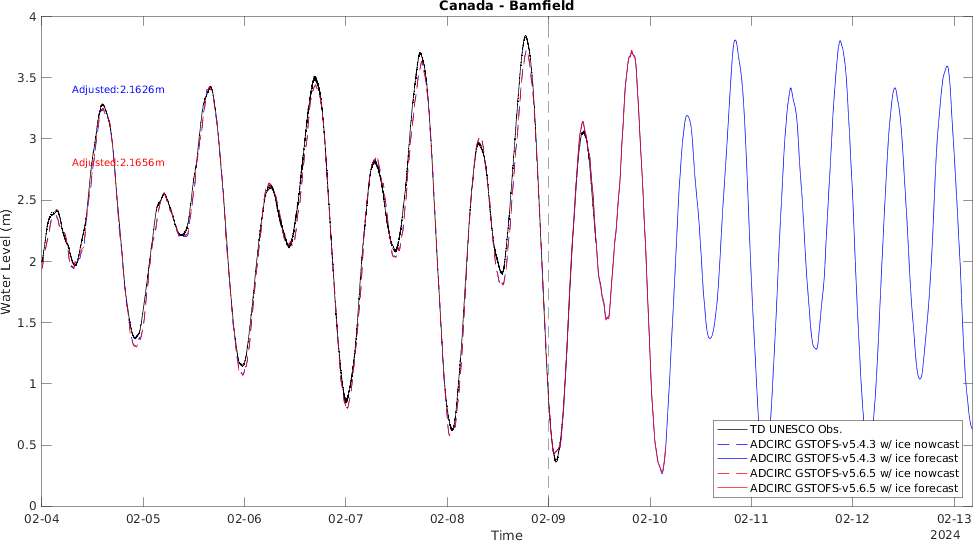 Canada - Bamfield
4
3.5
Adjusted:2.1626m
3
Adjusted:2.1656m
2.5
Water Level (m)
2
1.5
1
0.5
0
TD UNESCO Obs.
ADCIRC GSTOFS-v5.4.3 w/ ice nowcast
ADCIRC GSTOFS-v5.4.3 w/ ice forecast
ADCIRC GSTOFS-v5.6.5 w/ ice nowcast
ADCIRC GSTOFS-v5.6.5 w/ ice forecast
02-04 02-05 02-06 02-07 02-08 02-09 02-10 02-11 02-12 02-13
Time 2024